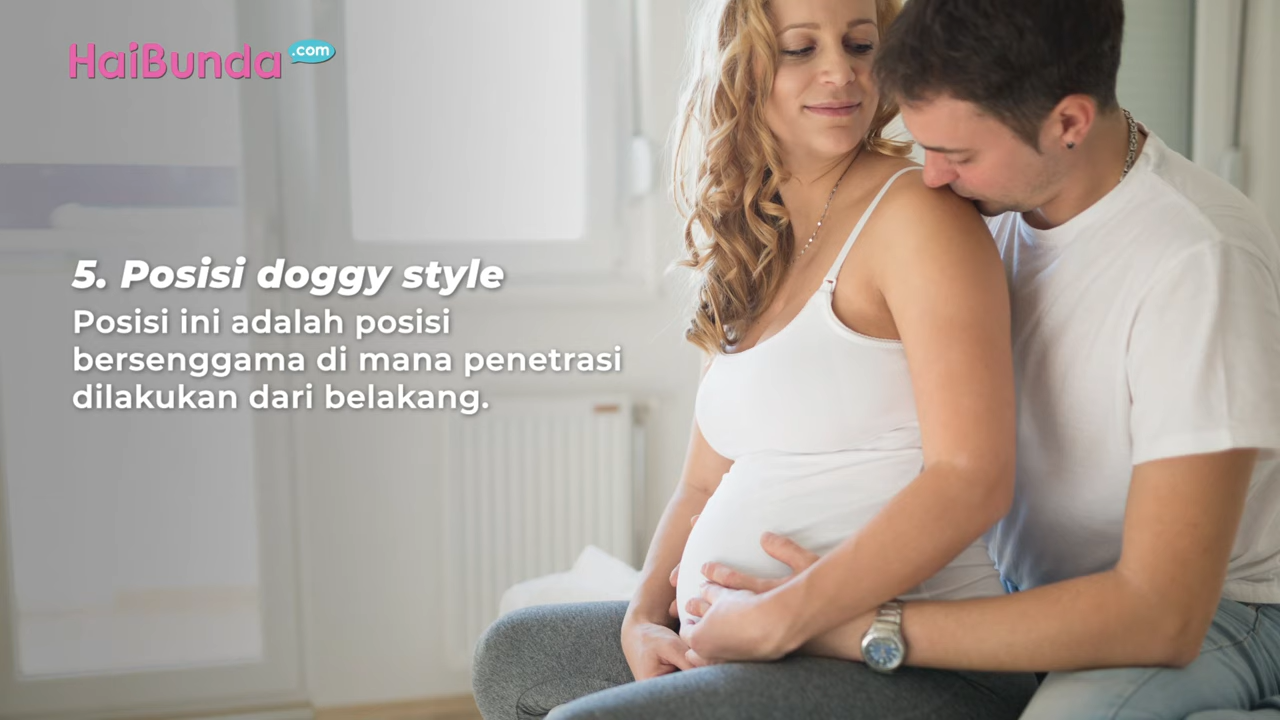 HaiBunda.com
5. Posisi doggy style
Posisi ini adalah posisi
bersenggama di mana penetrasi
dilakukan dari belakang.